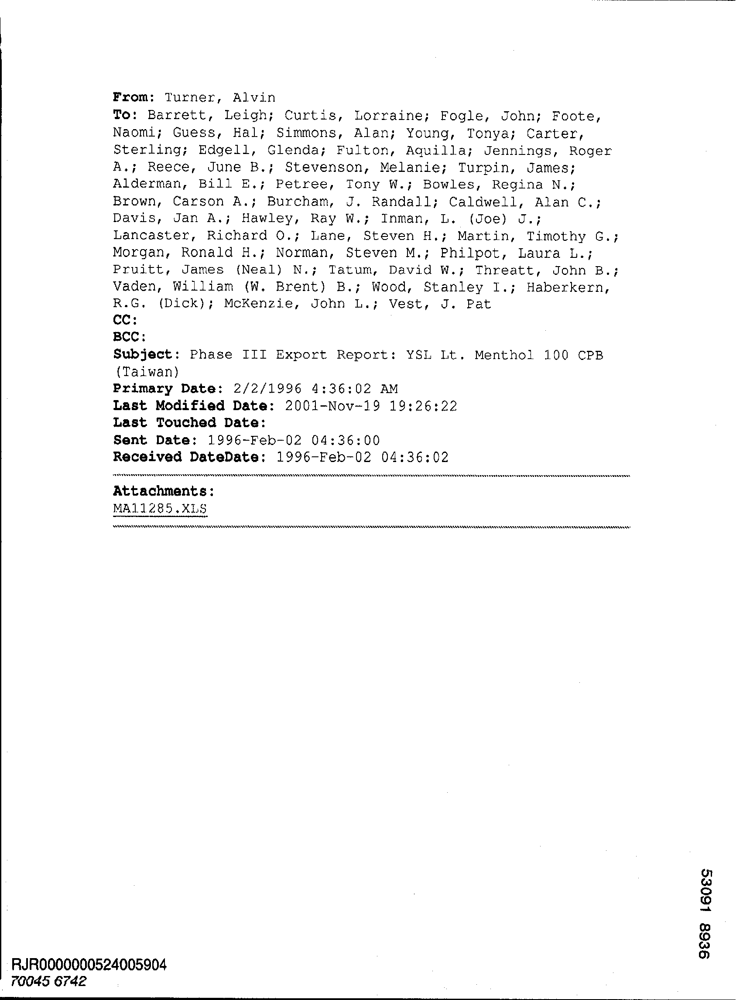 From: Turner, Alvin
To: Barrett, Leigh; Curtis, Lorraine; Fogle, John; Foote,
Naomi; Guess, Hal; Simmons, Alan; Young, Tonya; Carter,
Sterling; Edgell, Glenda; Fulton, Aquilla; Jennings, Roger
A.; Reece, June B.; Stevenson, Melanie; Turpin, James;
Alderman, Bill E.; Petree, Tony W.; Bowles, Regina N.;
Brown, Carson A.; Burcham, J. Randall; Caldwell, Alan C.;
Davis, Jan A.; Hawley, Ray W.; Inman, L. (Joe) J.;
Lancaster, Richard O.; Lane, Steven H.; Martin, Timothy G.;
Morgan, Ronald H.; Norman, Steven M.; Philpot, Laura L.;
Pruitt, James (Neal) N.; Tatum, David W.; Threatt, John B.;
Vaden, William (W. Brent) B.; Wood, Stanley I.; Haberkern,
R.G. (Dick); McKenzie, John L.; Vest, J. Pat
CC:
BCC:
Subject: Phase III Export Report: YSL Lt. Menthol 100 CPB
(Taiwan)
Primary Date: 2/2/1996 4:36:02 AM
Last Modified Date: 2001-Nov-19 19:26:22
Last Touched Date:
Sent Date: 1996-Feb-02 04:36:00
Received DateDate: 1996-Feb-02 04:36:02
Attachments:
MA11285.XLS
53091 8936
RJR0000000524005904
70045 6742